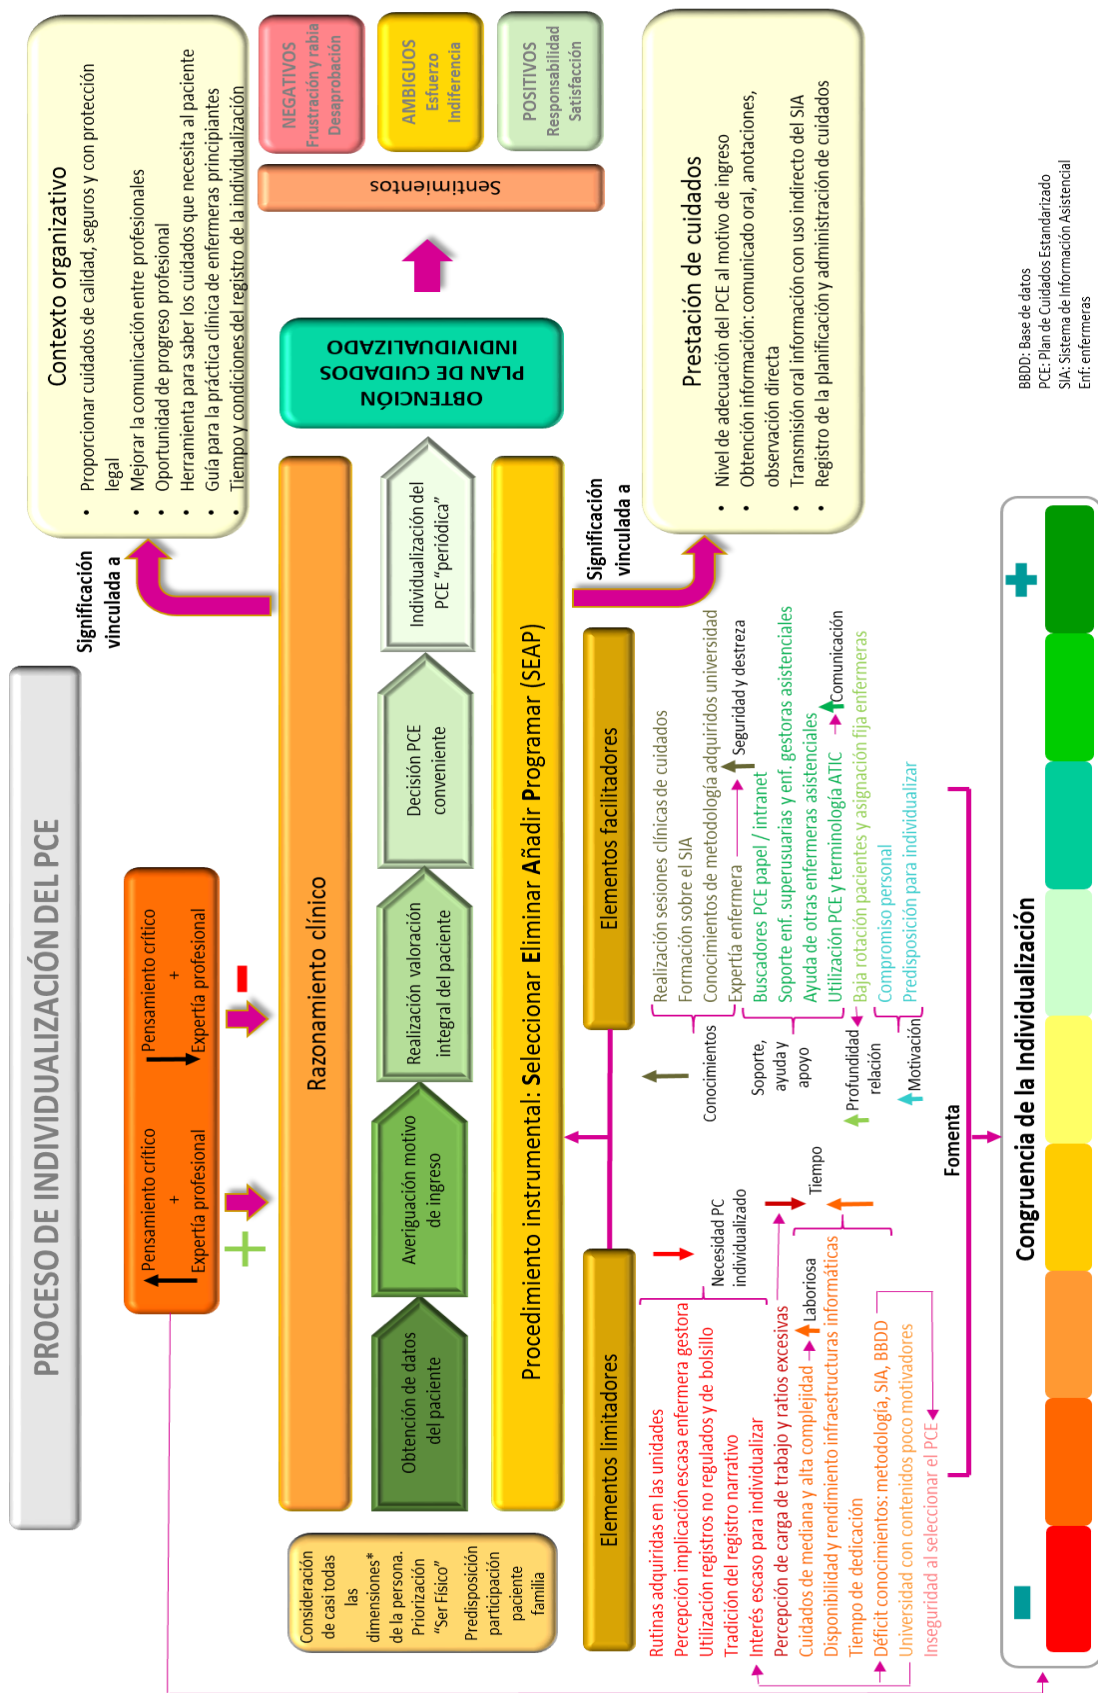 PROCESO DE INDIVIDUALIZACIÓN DEL PCE
Pensamiento crítico
+
Expertía profesional
+
Pensamiento crítico
+
Expertía profesional
-
Significación
vinculada a
Contexto organizativo
• Proporcionar cuidados de calidad, seguros y con protección
legal
• Mejorar la comunicación entre profesionales
• Oportunidad de progreso profesional
• Herramienta para saber los cuidados que necesita al paciente
• Guía para la práctica clínica de enfermeras principiantes
• Tiempo y condiciones del registro de la individualización
Consideración
de casi todas
las
dimensiones*
de la persona.
Priorización
“Ser Físico”
Predisposición
participación
paciente
familia
Razonamiento clínico
Obtención de datos
del paciente
Averiguación motivo
de ingreso
Realización valoración
integral del paciente
Decisión PCE
conveniente
Individualización del
PCE “periódica”
Procedimiento instrumental: Seleccionar Eliminar Añadir Programar (SEAP)
OBTENCIÓN
PLAN DE CUIDADOS
INDIVIDUALIZADO
Sentimientos
NEGATIVOS
Frustración y rabia
Desaprobación
AMBIGUOS
Esfuerzo
Indiferencia
POSITIVOS
Responsabilidad
Satisfacción
Significación
vinculada a
Prestación de cuidados
• Nivel de adecuación del PCE al motivo de ingreso
• Obtención información: comunicado oral, anotaciones,
observación directa
• Transmisión oral información con uso indirecto del SIA
• Registro de la planificación y administración de cuidados
Elementos limitadores
Rutinas adquiridas en las unidades
Percepción implicación escasa enfermera gestora
Utilización registros no regulados y de bolsillo
Tradición del registro narrativo
Interés escaso para individualizar
Percepción de carga de trabajo y ratios excesivas
Cuidados de mediana y alta complejidad
Laboriosa
Disponibilidad y rendimiento infraestructuras informáticas
Tiempo de dedicación
Déficit conocimientos: metodología, SIA, BBDD
Universidad con contenidos poco motivadores
Inseguridad al seleccionar el PCE
Necesidad PC
individualizado
Tiempo
Elementos facilitadores
Realización sesiones clínicas de cuidados
Formación sobre el SIA
Conocimientos de metodología adquiridos universidad
Expertía enfermera
Seguridad y destreza
Buscadores PCE papel / intranet
Soporte enf. superusuarias y enf. gestoras asistenciales
Ayuda de otras enfermeras asistenciales
Utilización PCE y terminología ATIC
Comunicación
Baja rotación pacientes y asignación fija enfermeras
Compromiso personal
Predisposición para individualizar
Conocimientos
Soporte,
ayuda y
apoyo
Profundidad
relación
Motivación
Fomenta
-
+
Congruencia de la Individualización
BBDD: Base de datos
PCE: Plan de Cuidados Estandarizado
SIA: Sistema de Información Asistencial
Enf: enfermeras